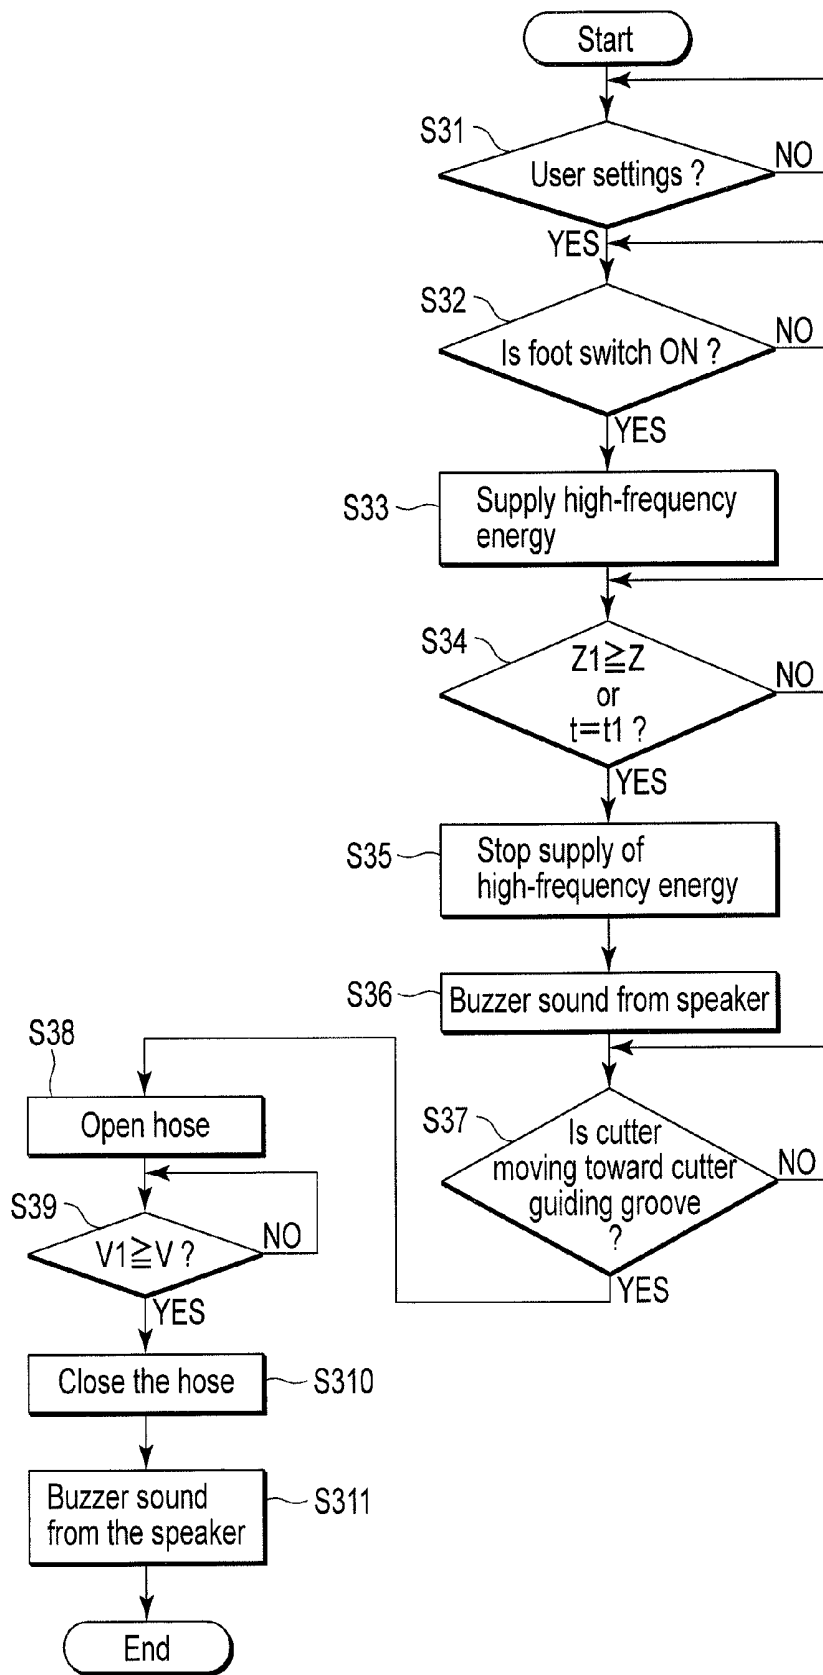 Start
S31
User settings ?
NO
YES
S32
Is foot switch ON ?
NO
YES
S33
Supply high-frequency
energy
S34
Z1≧Z
or
t=t1 ?
NO
YES
S35
Stop supply of
high-frequency energy
S36
Buzzer sound from speaker
S37
Is cutter
moving toward cutter
guiding groove
?
NO
YES
S38
Open hose
S39
V1≧V ?
NO
YES
Close the hose
S310
Buzzer sound
from the speaker
S311
End